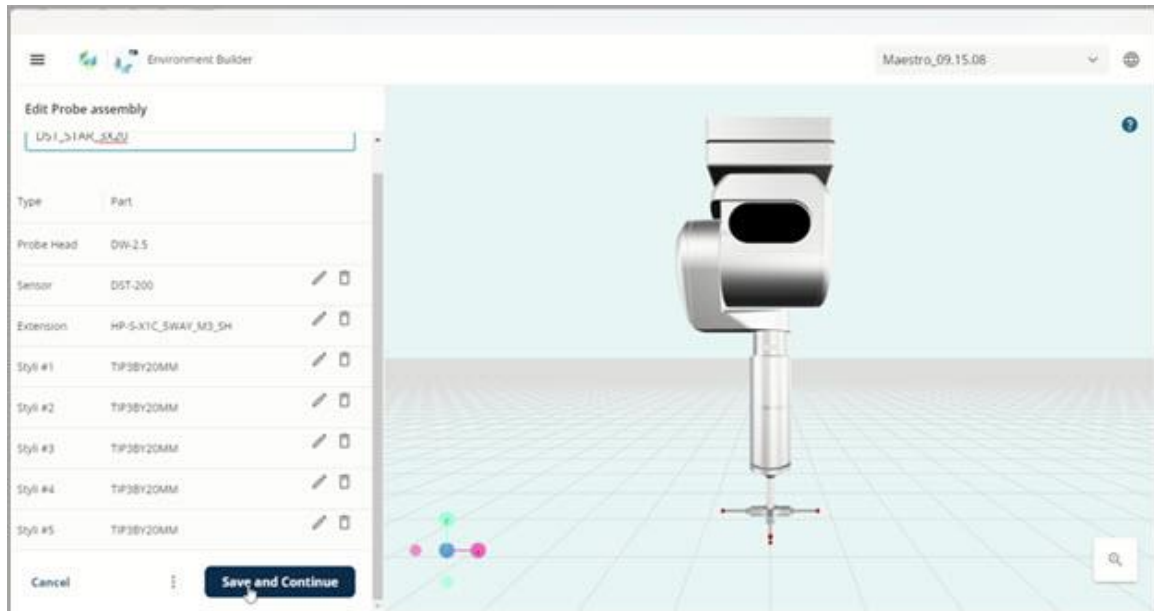 Environment Builder
Maestro_09.15.08
Edit Probe assembly
DST_STAR_3X20
Type Part
Probe Head DW-2.5
Sensor DST-200
Extension HP-S-X1C_5WAY_M3_SH
Styli #1 TIP3BY20MM
Styli #2 TIP3BY20MM
Styli #3 TIP3BY20MM
Styli #4 TIP3BY20MM
Styli #5 TIP3BY20MM
Cancel
Save and Continue